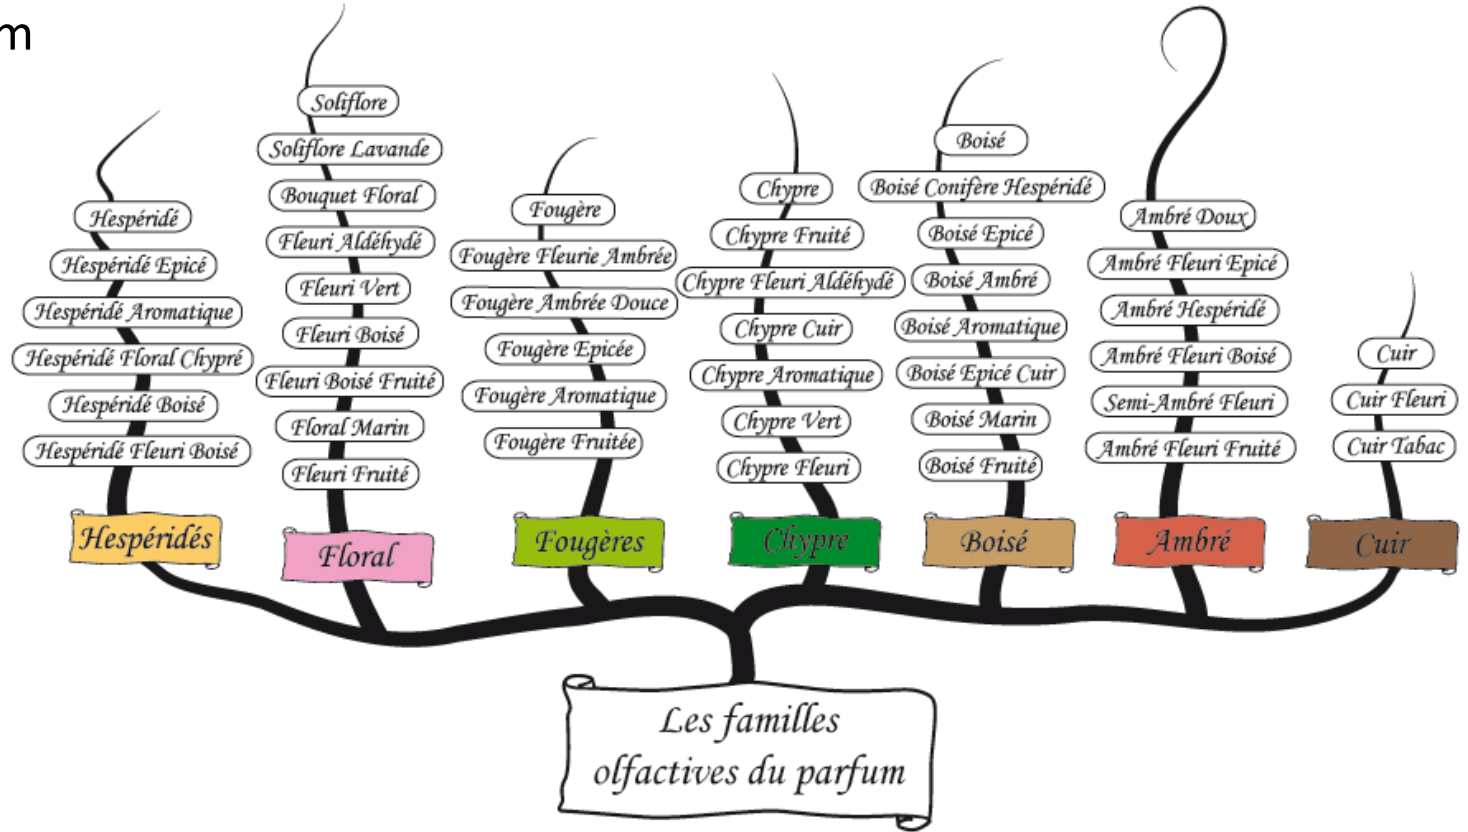 m
Soliflore
Soliflore Lavande
Bouquet Floral
Fleuri Aldéhydé
Fleuri Vert
Fleuri Boisé
Fleuri Boisé Fruité
Floral Marin
Fleuri Fruité
Floral
Hespéridé
Hespéridé Epicé
Hespéridé Aromatique
Hespéridé Floral Chypré
Hespéridé Boisé
Hespéridé Fleuri Boisé
Hespéridés
Fougère
Fougère Fleurie Ambrée
Fougère Ambrée Douce
Fougère Epicée
Fougère Aromatique
Fougère Fruitée
Fougères
Chypre
Chypre Fruité
Chypre Fleuri Aldéhydé
Chypre Cuir
Chypre Aromatique
Chypre Vert
Chypre Fleuri
Chypre
Boisé
Boisé Conifère Hespéridé
Boisé Epicé
Boisé Ambré
Boisé Aromatique
Boisé Epicé Cuir
Boisé Marin
Boisé Fruité
Boisé
Ambré Doux
Ambré Fleuri Epicé
Ambré Hespéridé
Ambré Fleuri Boisé
Semi-Ambré Fleuri
Ambré Fleuri Fruité
Ambré
Cuir
Cuir Fleuri
Cuir Tabac
Cuir
Les familles
olfactives du parfum